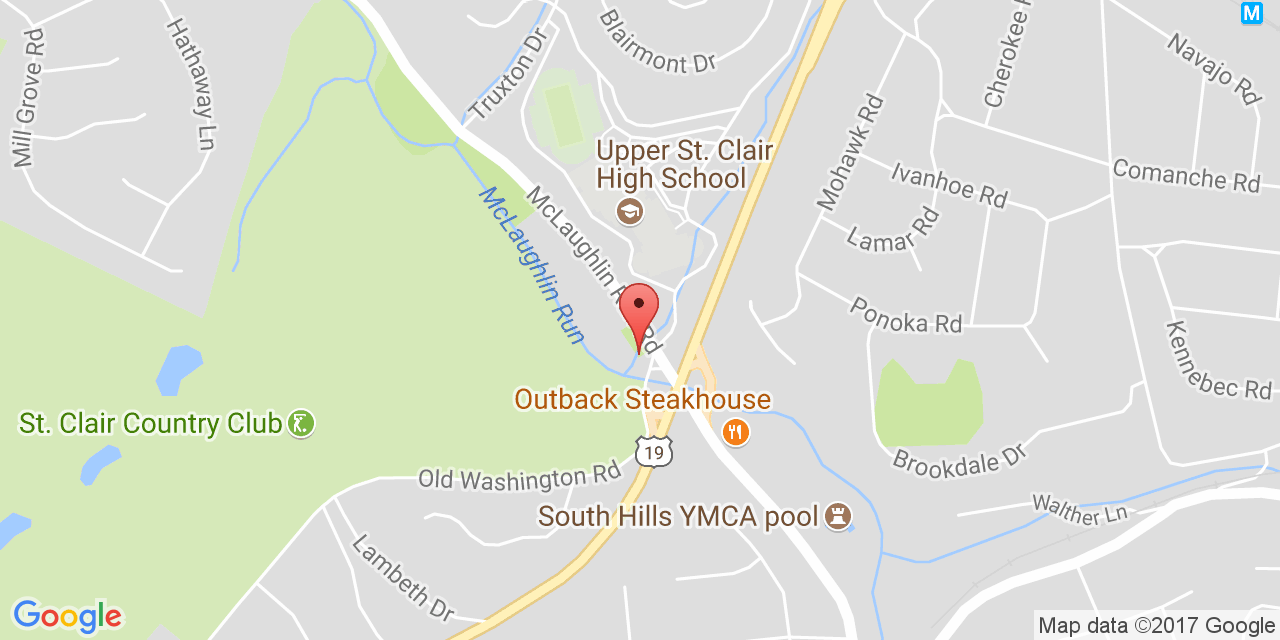 M
Mill Grove Rd
Hathaway Ln
Truxton Dr
Blairmont Dr
Cherokee
Navajo Rd
Mohawk Rd
Upper St. Clair
High School
Ivanhoe Rd
Comanche Rd
Lamar Rd
McLaughlin Run
McLaughlin R
Rd
Ponoka Rd
Kennebec Rd
Outback Steakhouse
St. Clair Country Club
19
Old Washington Rd
Brookdale Dr
South Hills YMCA pool
Walther Ln
Lambeth Dr
Google
Map data ©2017 Google